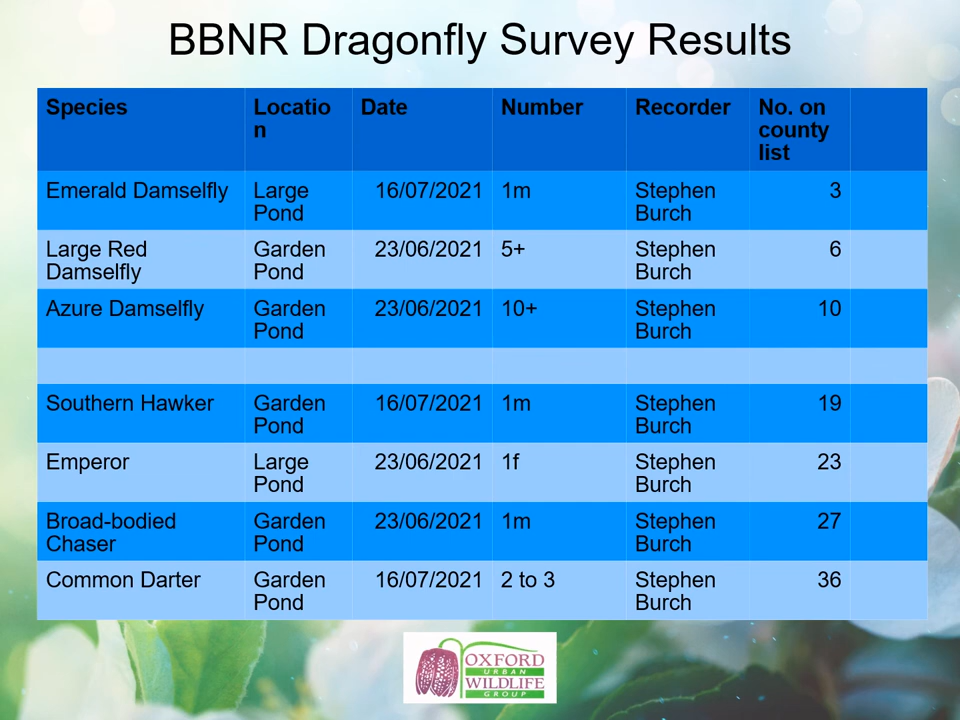 BBNR Dragonfly Survey Results
Species Locatio Date Number Recorder No. on
n county
list
Emerald Damselfly Large 16/07/2021 1m Stephen 3
Pond Burch
Large Red Garden 23/06/2021 5+ Stephen 6
Damselfly Pond Burch
Azure Damselfly Garden 23/06/2021 10+ Stephen 10
Pond Burch
Southern Hawker Garden 16/07/2021 1m Stephen 19
Pond Burch
Emperor Large 23/06/2021 1f Stephen 23
Pond Burch
Broad-bodied Garden 23/06/2021 1m Stephen 27
Chaser Pond Burch
Common Darter Garden 16/07/2021 2 to 3 Stephen 36
Pond Burch
OXFORD
URBAN
WILDLIFE
GROUP